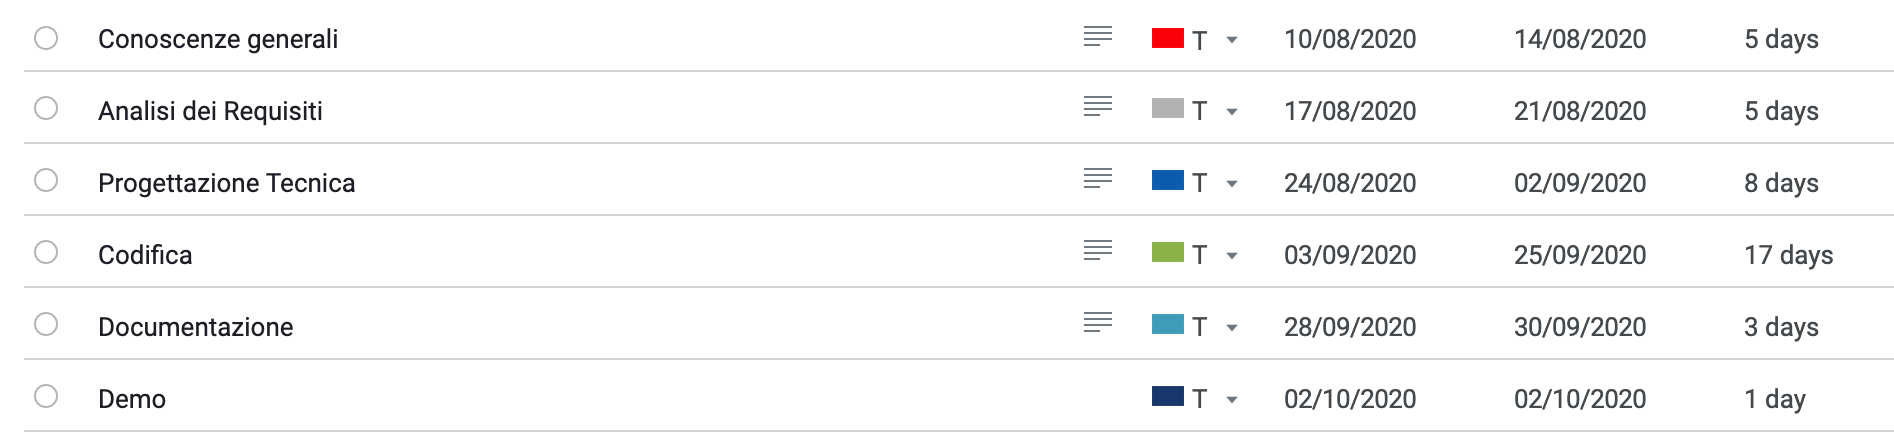 Conoscenze generali T 10/08/2020 14/08/2020 5 days
Analisi dei Requisiti T 17/08/2020 21/08/2020 5 days
Progettazione Tecnica T 24/08/2020 02/09/2020 8 days
Codifica T 03/09/2020 25/09/2020 17 days
Documentazione T 28/09/2020 30/09/2020 3 days
Demo T 02/10/2020 02/10/2020 1 day